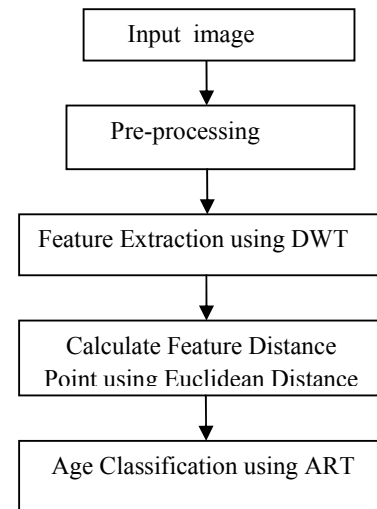 Input image
Pre-processing
Feature Extraction using DWT
Calculate Feature Distance
Point using Euclidean Distance
Age Classification using ART